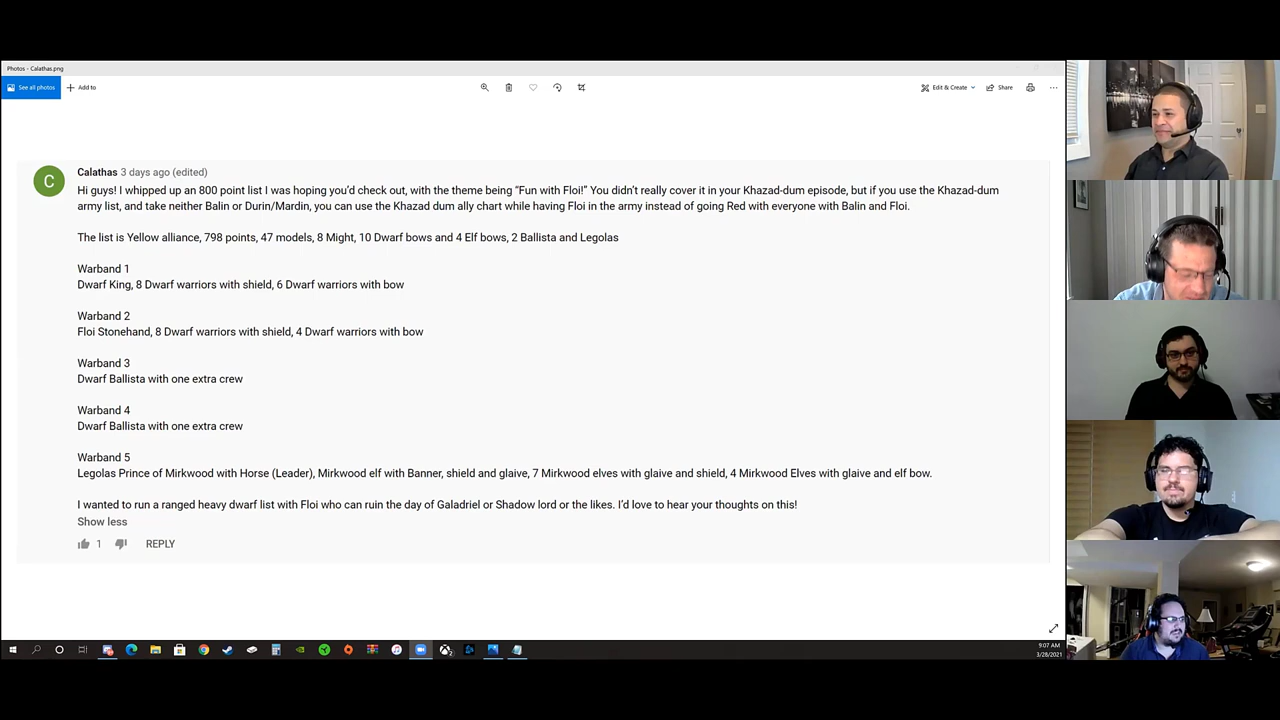 Photos - Calathas.png
See all photos
Add to
Edit & Create
Share
C
Calathas 3 days ago (edited)
Hi guys! I whipped up an 800 point list I was hoping you'd check out, with the theme being “Fun with Floi!” You didn't really cover it in your Khazad-dum episode, but if you use the Khazad-dum
army list, and take neither Balin or Durin/Mardin, you can use the Khazad dum ally chart while having Floi in the army instead of going Red with everyone with Balin and Floi.
The list is Yellow alliance, 798 points, 47 models, 8 Might, 10 Dwarf bows and 4 Elf bows, 2 Ballista and Legolas
Warband 1
Dwarf King, 8 Dwarf warriors with shield, 6 Dwarf warriors with bow
Warband 2
Floi Stonehand, 8 Dwarf warriors with shield, 4 Dwarf warriors with bow
Warband 3
Dwarf Ballista with one extra crew
Warband 4
Dwarf Ballista with one extra crew
Warband 5
Legolas Prince of Mirkwood with Horse (Leader), Mirkwood elf with Banner, shield and glaive, 7 Mirkwood elves with glaive and shield, 4 Mirkwood Elves with glaive and elf bow.
I wanted to run a ranged heavy dwarf list with Floi who can ruin the day of Galadriel or Shadow lord or the likes. I'd love to hear your thoughts on this!
Show less
1
REPLY
9:07 AM
3/28/2021